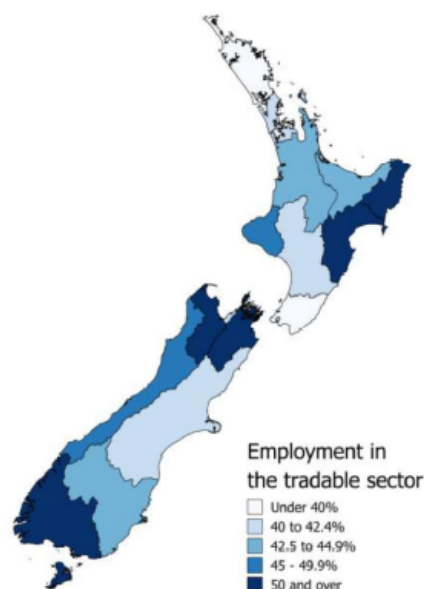 Employment in
the tradable sector
Under 40%
40 to 42.4%
42.5 to 44.9%
45 - 49.9%
50 and over